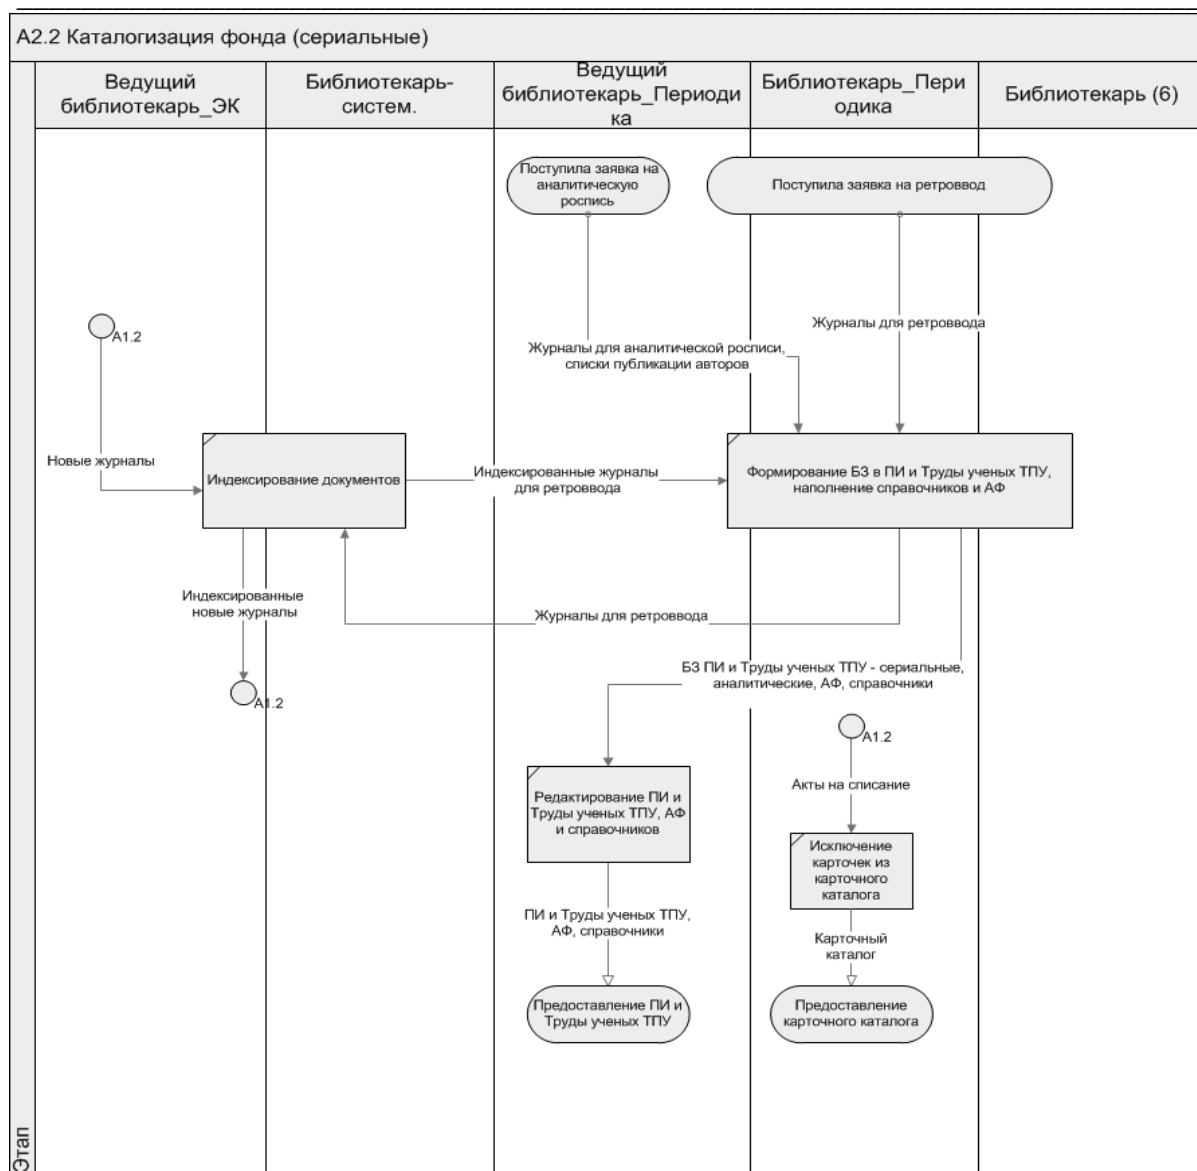 А2.2 Каталогизация фонда (сериальные)
Ведущий
библиотекарь_ЭК
Библиотекарь-
систем.
Ведущий
библиотекарь_Периоди
ка
Библиотекарь_Пери
одика
Библиотекарь (6)
Поступила заявка на
аналитическую
роспись
Поступила заявка на ретроввод
А1.2
Журналы для ретроввода
Журналы для аналитической росписи,
списки публикации авторов
Новые журналы
Индексирование документов
Индексированные журналы
для ретроввода
Формирование БЗ в ПИ и Труды ученых ТПУ,
наполнение справочников и АФ
Индексированные
новые журналы
Журналы для ретроввода
БЗ ПИ и Труды ученых ТПУ - сериальные,
аналитические, АФ, справочники
А1.2
А1.2
Акты на списание
Редактирование ПИ и
Труды ученых ТПУ, АФ
и справочников
Исключение
карточек из
карточного
каталога
ПИ и Труды ученых ТПУ,
АФ, справочники
Карточный
каталог
Предоставление ПИ и
Труды ученых ТПУ
Предоставление
карточного каталога
Этап